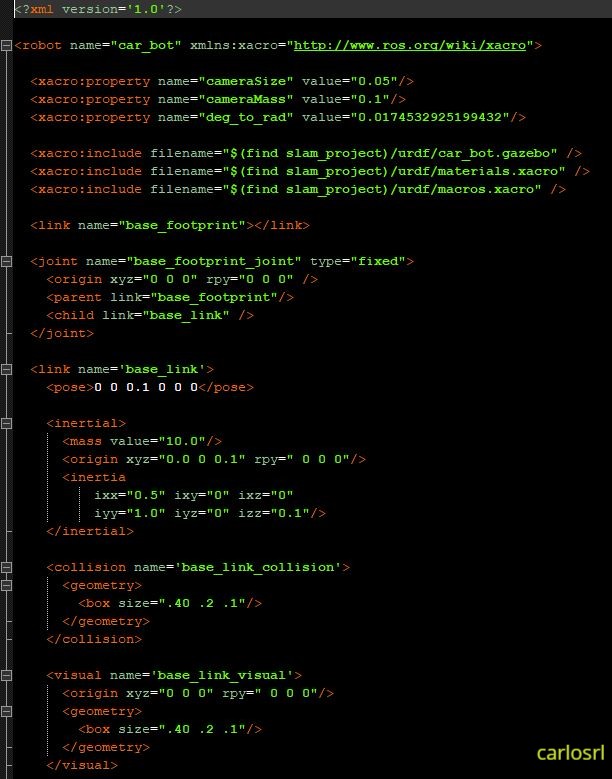 <?xml version='1.0'?>
<robot name="car_bot" xmlns:xacro="http://www.ros.org/wiki/xacro">
<xacro:property name="cameraSize" value="0.05"/>
<xacro:property name="cameraMass" value="0.1"/>
<xacro:property name="deg_to_rad" value="0.0174532925199432"/>
<xacro:include filename="$(find slam_project)/urdf/car_bot.gazebo" />
<xacro:include filename="$(find slam_project)/urdf/materials.xacro" />
<xacro:include filename="$(find slam_project)/urdf/macros.xacro" />
<link name="base_footprint"></link>
<joint name="base_footprint_joint" type="fixed">
<origin xyz="0 0 0" rpy="0 0 0" />
<parent link="base_footprint"/>
<child link="base_link" />
</joint>
<link name='base_link'>
<pose>0 0 0.1 0 0 0</pose>
<inertial>
<mass value="10.0"/>
<origin xyz="0.0 0 0.1" rpy=" 0 0 0"/>
<inertia
ixx="0.5" ixy="0" ixz="0"
iyy="1.0" iyz="0" izz="0.1"/>
</inertial>
<collision name='base_link_collision'>
<geometry>
<box size=".40 .2 .1"/>
</geometry>
</collision>
<visual name='base_link_visual'>
<origin xyz="0 0 0" rpy=" 0 0 0"/>
<geometry>
<box size=".40 .2 .1"/>
</geometry>
</visual>
carlosrl